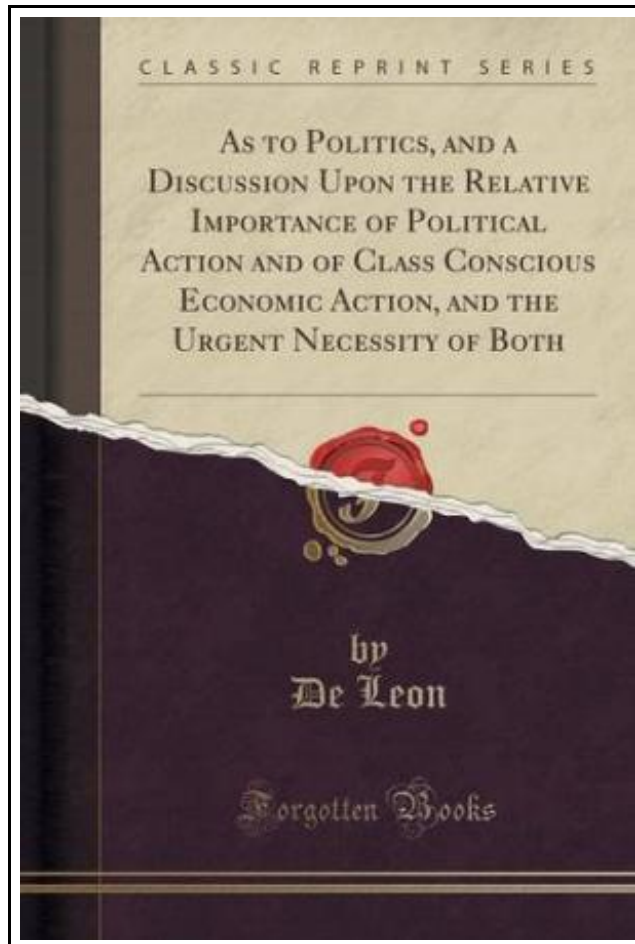 CLASSIC REPRINT SERIES
AS TO POLITICS, AND A
DISCUSSION UPON THE RELATIVE
IMPORTANCE OF POLITICAL
ACTION AND OF CLASS CONSCIOUS
ECONOMIC ACTION, AND THE
URGENT NECESSITY OF BOTH
F
by
De Leon
Forgotten Books